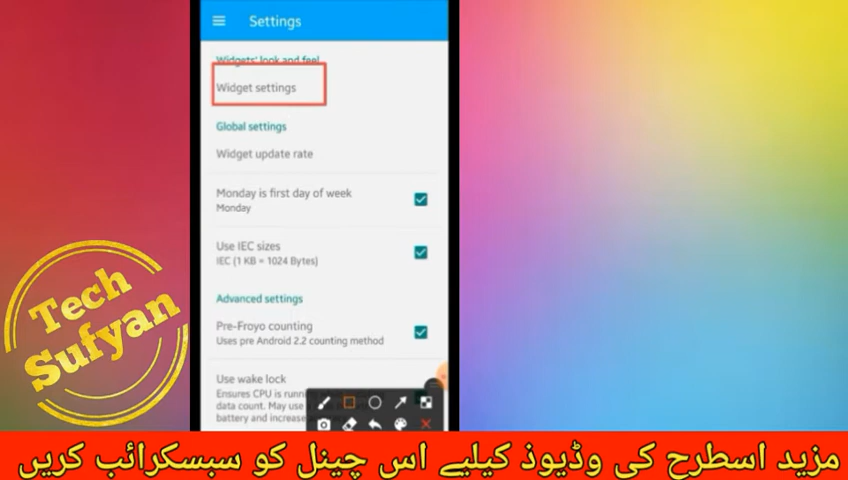 Settings
Widgets' look and feel
Widget settings
Global settings
Widget update rate
Monday is first day of week
Monday
Use IEC sizes
IEC (1 KB = 1024 Bytes)
Advanced settings
Pre-Froyo counting
Uses pre Android 2.2 counting method
Use wake lock
Ensures CPU is
data count. May use
battery and increase
Tech
Sufyan
مزید اسطرح کی وڈیوذ کیلیے اس چینل کو سبسکرائب کریں